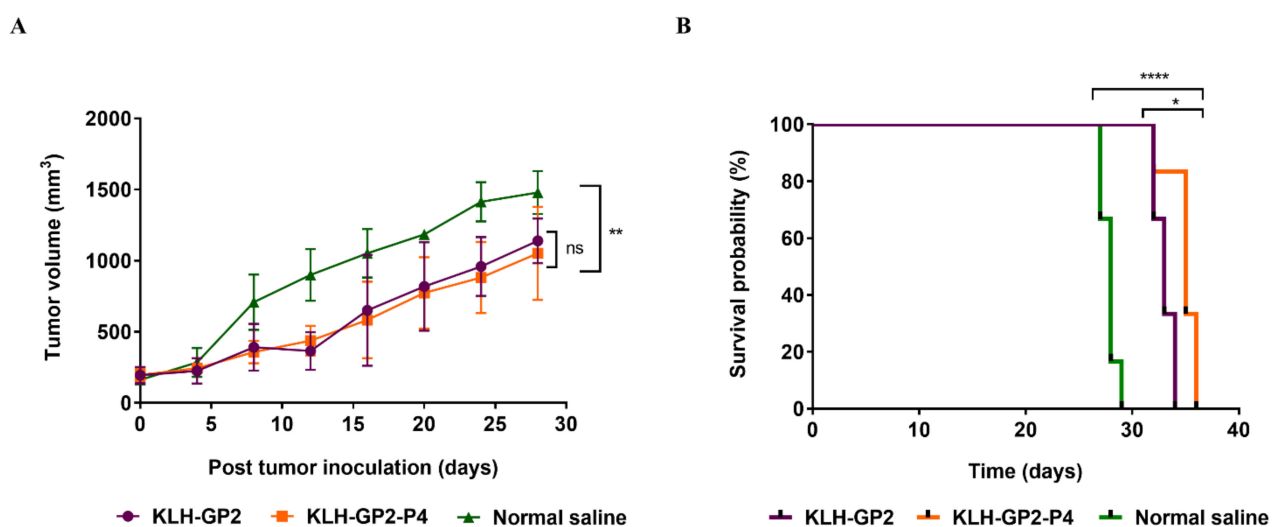 A
Tumor volume (mm³)
2000
1500
1000
500
0
**
ns
0 5 10 15 20 25 30
Post tumor inoculation (days)
KLH-GP2 KLH-GP2-P4 Normal saline
B
****
*
Survival probability (%)
100
80
60
40
20
0
0 20 30 40
Time (days)
KLH-GP2 KLH-GP2-P4 Normal saline